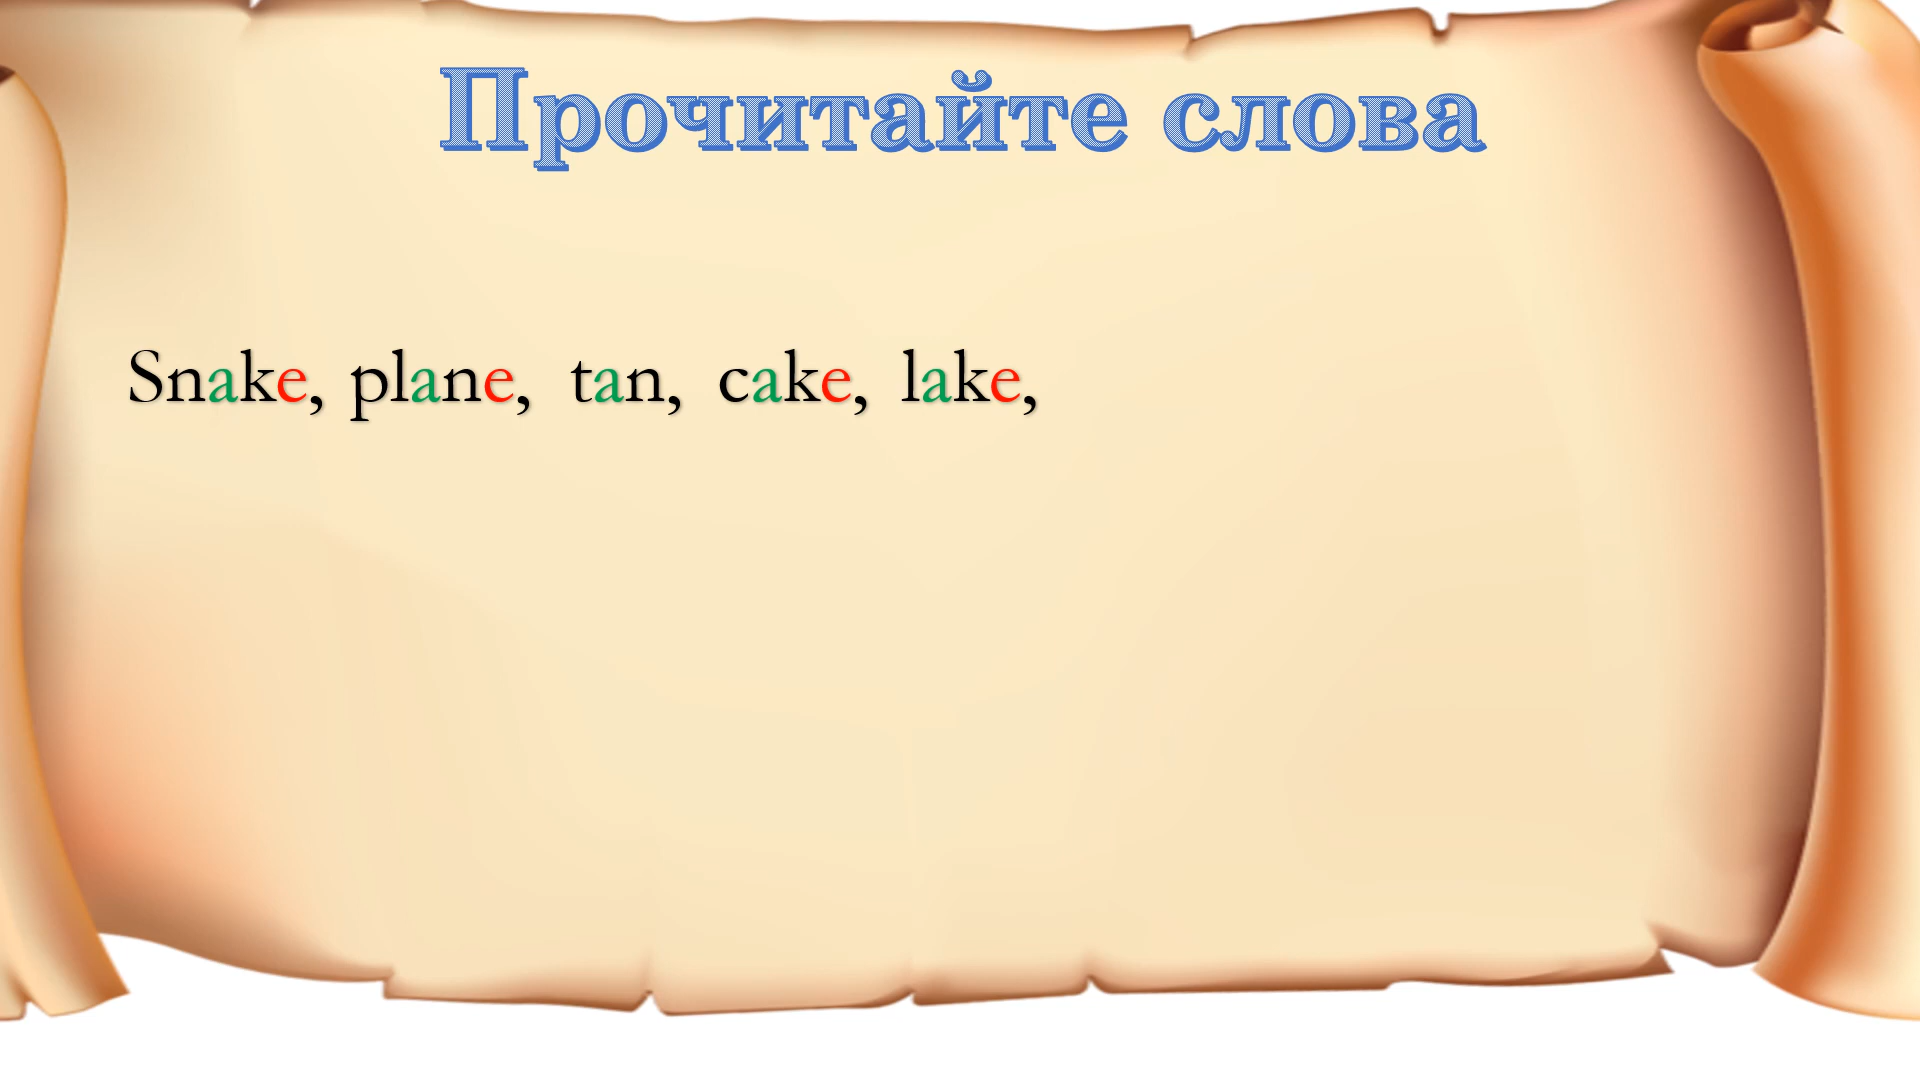 Прочитайте слова
Snake, plane, tan, cake, lake,